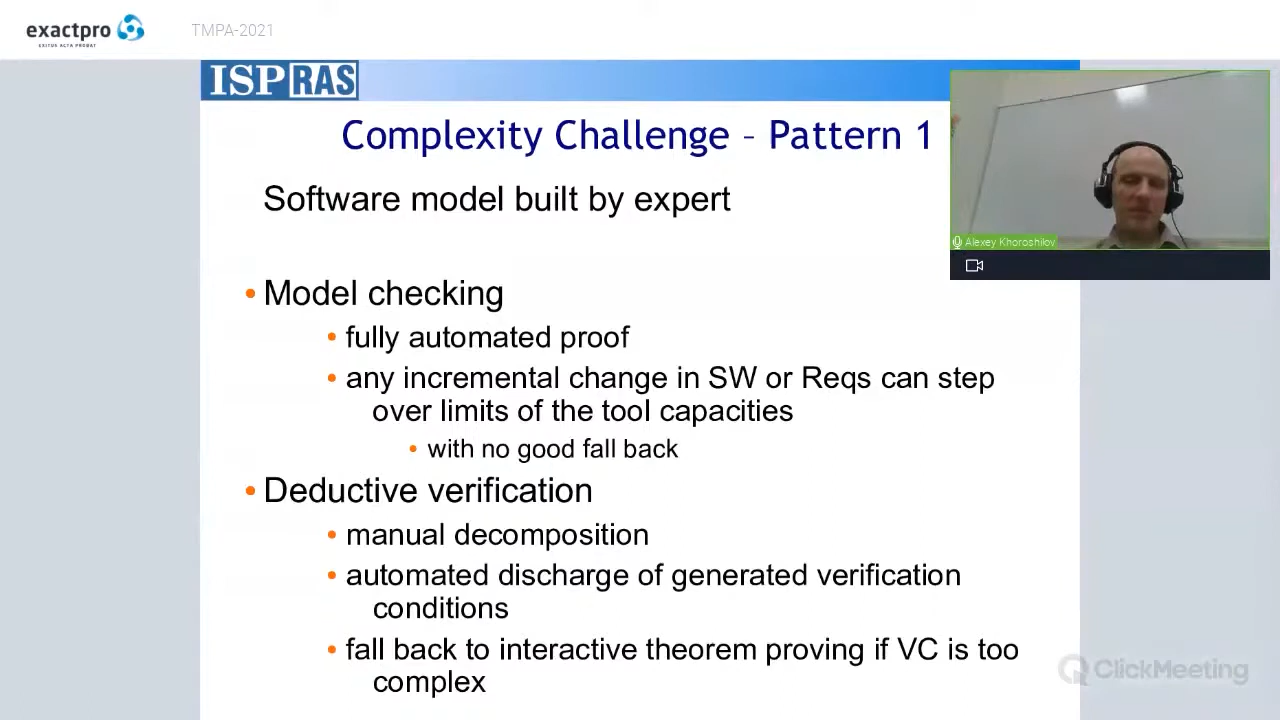 exactpro
EXITUS ACTA PROBAT
TMPA-2021
ISP RAS
Complexity Challenge – Pattern 1
Software model built by expert
Alexey Khoroshilov
• Model checking
• fully automated proof
• any incremental change in SW or Reqs can step
over limits of the tool capacities
• with no good fall back
• Deductive verification
• manual decomposition
• automated discharge of generated verification
conditions
• fall back to interactive theorem proving if VC is too
complex
ClickMeeting